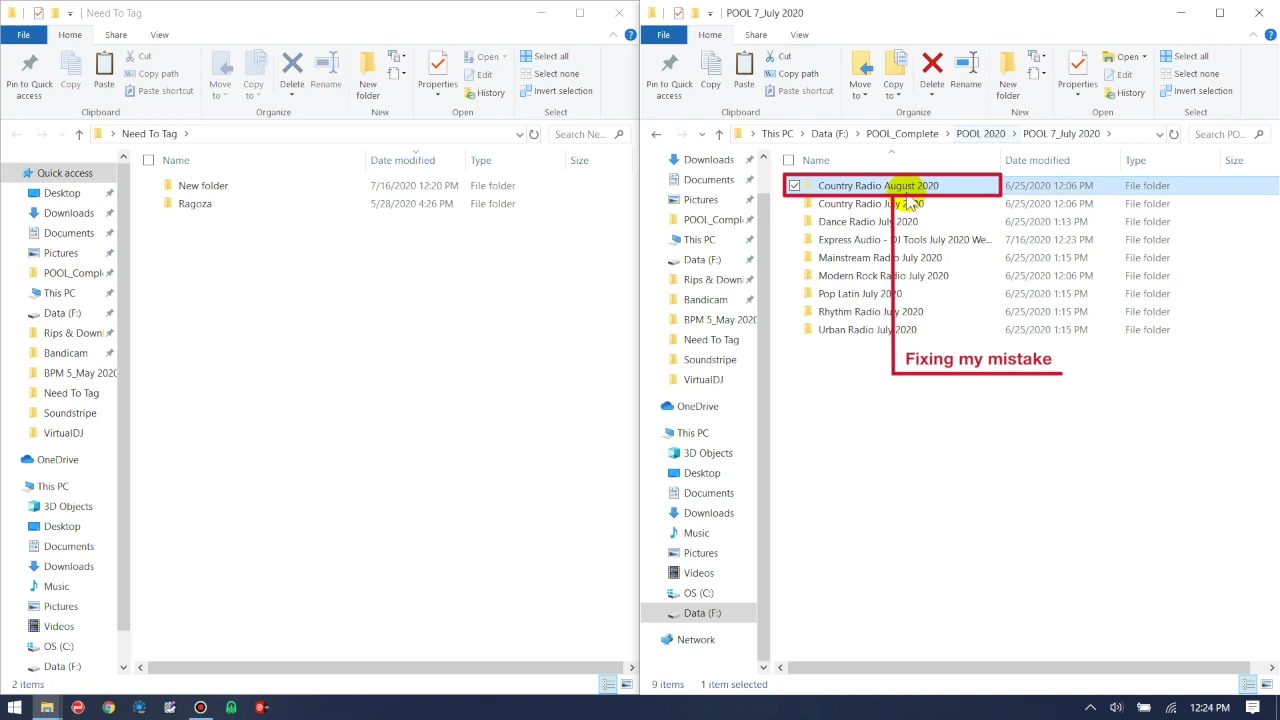 Need To Tag
File
Home
Share
View
Pin to Quick access
Copy
Paste
Cut
Copy path
Paste shortcut
Clipboard
Move to
Copy to
Delete
Rename
Organize
New folder
New
Properties
Open
Edit
History
Open
Select all
Select none
Invert selection
Select
Need To Tag
Search Ne...
Quick access
Desktop
Downloads
Documents
Pictures
POOL_Compl
This PC
Data (F:)
Rips & Down
Bandicam
BPM 5_May 2020
Need To Tag
Soundstripe
VirtualDJ
OneDrive
This PC
3D Objects
Desktop
Documents
Downloads
Music
Pictures
Videos
OS (C:)
Data (F:)
Name Date modified Type Size
New folder 7/16/2020 12:20 PM File folder
Ragoza 5/28/2020 4:26 PM File folder
2 items
POOL 7_July 2020
File
Home
Share
View
Pin to Quick access
Copy
Paste
Cut
Copy path
Paste shortcut
Clipboard
Move to
Copy to
Delete
Rename
Organize
New folder
New
Properties
Open
Edit
History
Open
Select all
Select none
Invert selection
Select
This PC Data (F:) POOL_Complete POOL 2020 POOL 7_July 2020
Search PO...
Downloads
Documents
Pictures
POOL_Compl
This PC
Data (F:)
Rips & Down
Bandicam
BPM 5_May 2020
Need To Tag
Soundstripe
VirtualDJ
OneDrive
This PC
3D Objects
Desktop
Documents
Downloads
Music
Pictures
Videos
OS (C:)
Data (F:)
Network
Name Date modified Type Size
Country Radio August 2020 6/25/2020 12:06 PM File folder
Country Radio July 2020 6/25/2020 12:06 PM File folder
Dance Radio July 2020 6/25/2020 1:13 PM File folder
Express Audio - DJ Tools July 2020 We... 7/16/2020 12:23 PM File folder
Mainstream Radio July 2020 6/25/2020 1:15 PM File folder
Modern Rock Radio July 2020 6/25/2020 12:06 PM File folder
Pop Latin July 2020 6/25/2020 1:15 PM File folder
Rhythm Radio July 2020 6/25/2020 1:15 PM File folder
Urban Radio July 2020 6/25/2020 1:15 PM File folder
Fixing my mistake
9 items 1 item selected
12:24 PM